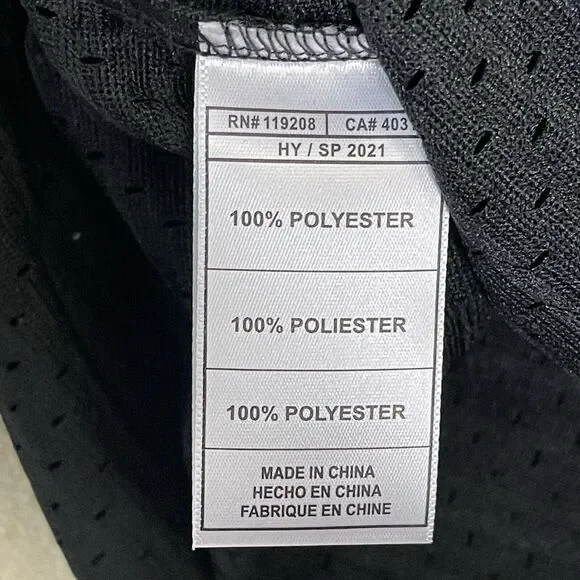 RN# 119208 CA# 403
HY / SP 2021
100% POLYESTER
100% POLIESTER
100% POLYESTER
MADE IN CHINA
HECHO EN CHINA
FABRIQUE EN CHINE